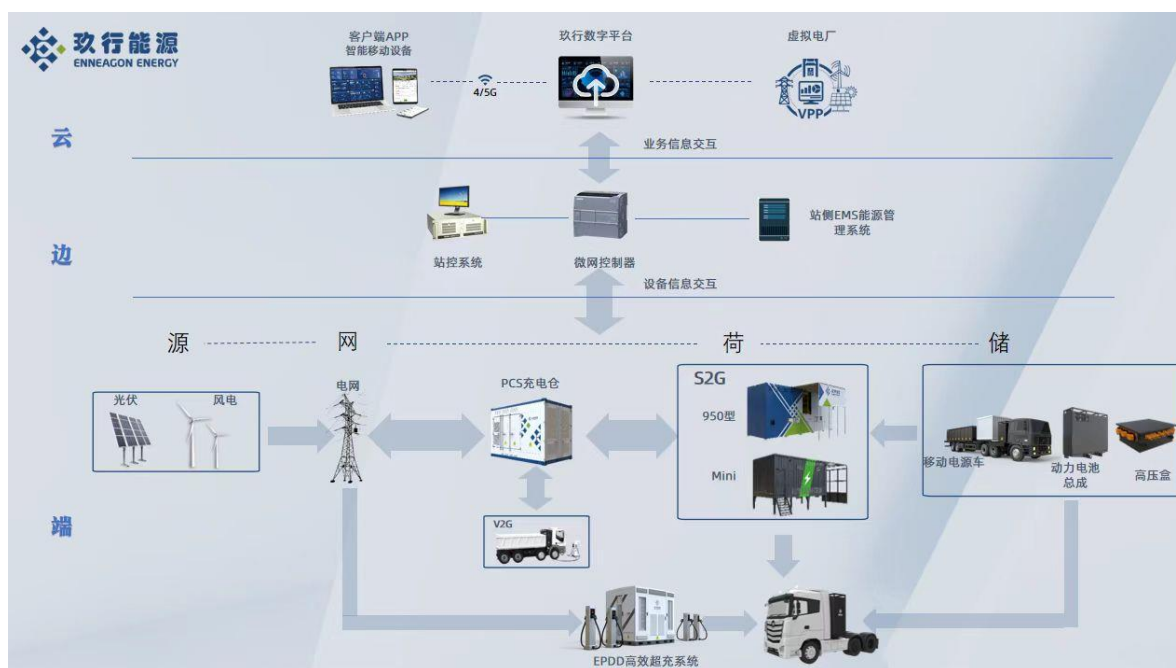 玖行能源
ENNEAGON ENERGY
客户端APP
智能移动设备
玖行数字平台
虚拟电厂
4/5G
VPP
云
业务信息交互
站控系统
微网控制器
站侧EMS能源管
理系统
边
设备信息交互
源
网
荷
储
光伏
风电
电网
PCS充电仓
S2G
950型
Mini
移动电源车
动力电池
总成
高压盒
端
V2G
EPDD高效超充系统